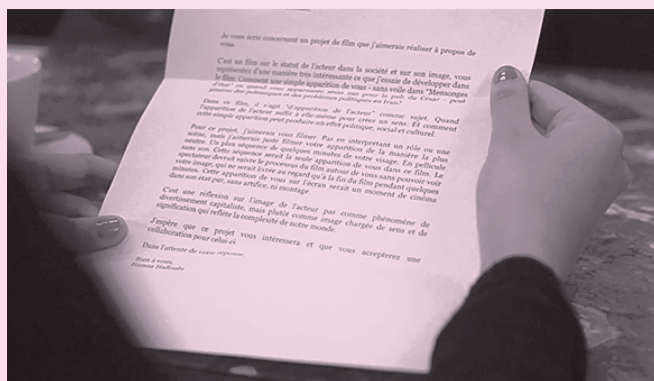 Je vous écris concernant un projet de film que j'aimerais réaliser à propos de
vous.
C'est un film sur le statut de l'acteur dans la société et sur son image, vous
représentez d'une manière très intéressante ce que j'essaie de développer dans
le film. Comment une simple apparition de vous - sans voile dans "Mensonges
d'état" ou quand vous apparaissez seins nus pour la pub du César - peut
générer des polémiques et des problèmes politiques en Iran?
Dans ce film, il s'agit "d'apparition de l'acteur" comme sujet. Quand
l'apparition de l'acteur suffit à elle-même pour créer un sens. Et comment
cette simple apparition peut produire un effet politique, social et culturel.
Pour ce projet, j'aimerais vous filmer. Pas en interprétant un rôle ou une
scène, mais j'aimerais juste filmer votre apparition de la manière la plus
neutre. Un plan séquence de quelques minutes de votre visage. En pellicule
sans son. Cette séquence serait la seule apparition de vous dans ce film. Le
spectateur devrait suivre le processus du film autour de vous sans pouvoir voir
votre image, qui ne serait livrée au regard qu'à la fin du film pendant quelques
minutes. Cette apparition de vous sur l'écran serait un moment de cinéma
dans son état pur, sans artifice, ni montage.
C'est une réflexion sur l'image de l'acteur pas comme phénomène de
divertissement capitaliste, mais plutôt comme image chargée de sens et de
signification qui reflète la complexité de notre monde.
J'espère que ce projet vous intéressera et que vous accepterez une
collaboration pour celui-ci
Dans l'attente de votre réponse,
Bien à vous,